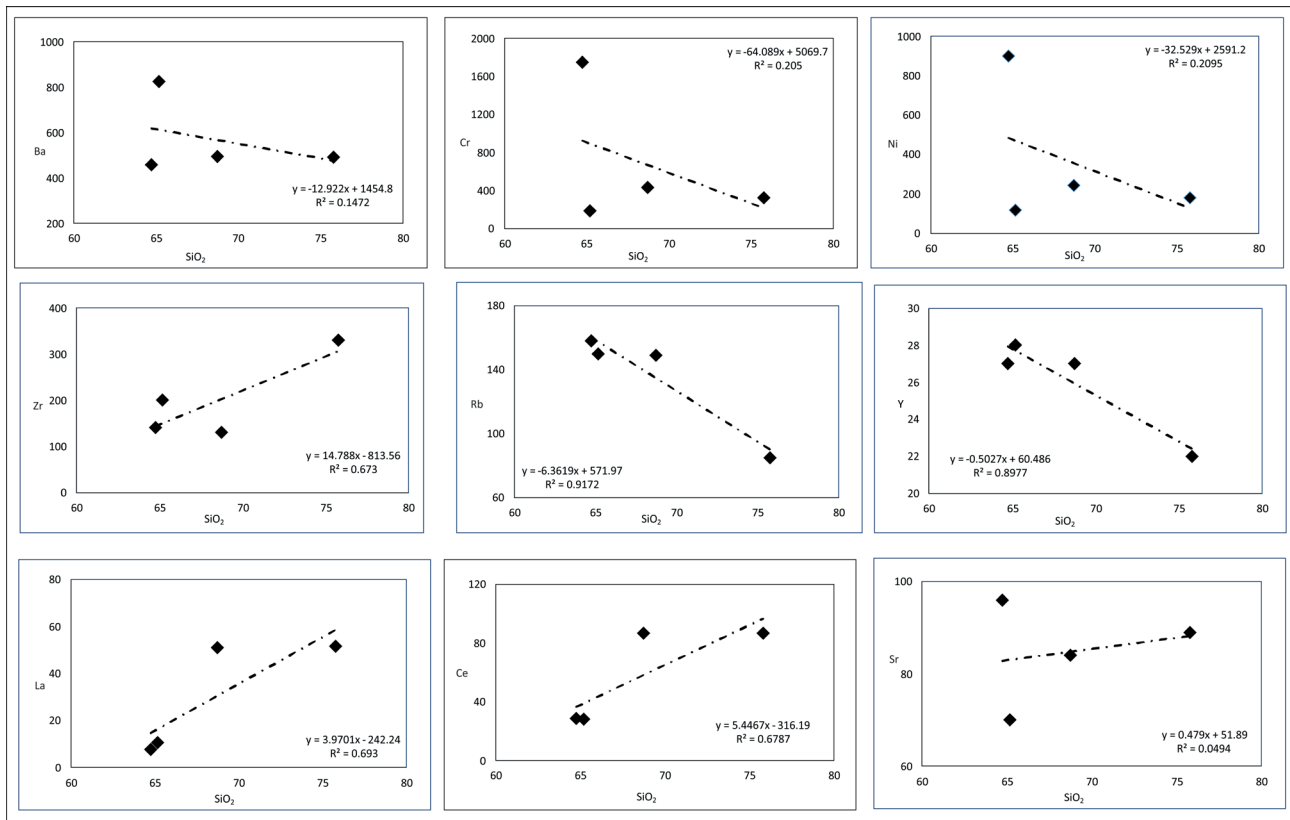 1000
800
600
400
200
Ba
60
65
70
75
80
SiO₂
y = -12.922x + 1454.8
R² = 0.1472
2000
1600
1200
800
400
0
Cr
60
65
70
75
80
SiO₂
y = -64.089x + 5069.7
R² = 0.205
1000
800
600
400
200
0
Ni
60
65
70
75
80
SiO₂
y = -32.529x + 2591.2
R² = 0.2095
400
300
200
100
0
Zr
60
65
70
75
80
SiO₂
y = 14.788x - 813.56
R² = 0.673
180
140
100
60
Rb
60
65
70
75
80
SiO₂
y = -6.3619x + 571.97
R² = 0.9172
30
28
26
24
22
20
Y
60
65
70
75
80
SiO₂
y = -0.5027x + 60.486
R² = 0.8977
80
60
40
20
0
La
60
65
70
75
80
SiO₂
y = 3.9701x - 242.24
R² = 0.693
120
80
40
0
Ce
60
65
70
75
80
SiO₂
y = 5.4467x - 316.19
R² = 0.6787
100
80
60
Sr
60
65
70
75
80
SiO₂
y = 0.479x + 51.89
R² = 0.0494